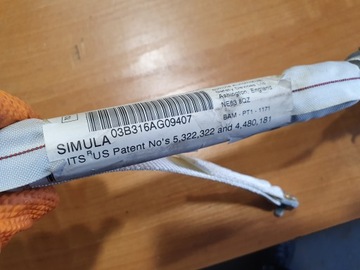 Ashington, England
NE63 8QZ
BAM - PT1 - 1171
SIMULA 03B316AG09407
ITS R US Patent No's 5,322,322 and 4,480,181